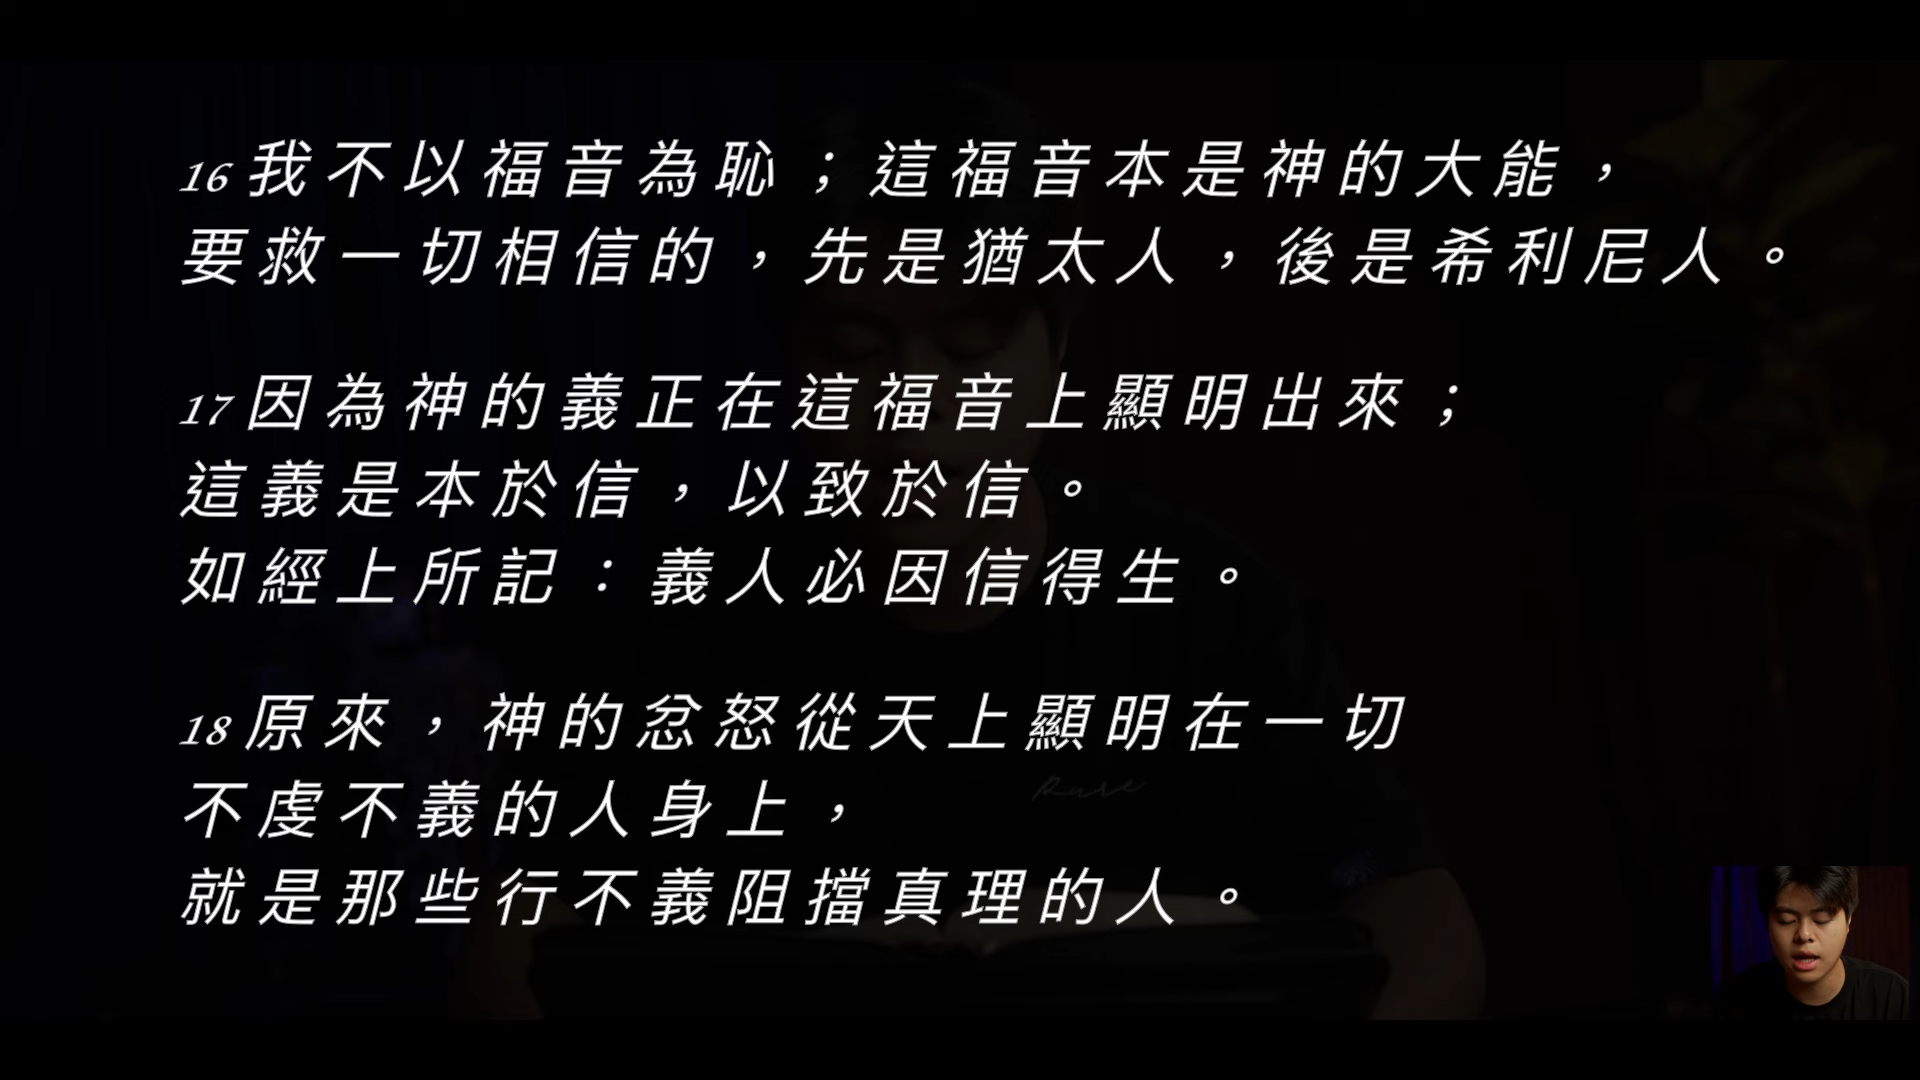 16 我不以福音為恥；這福音本是神的大能，
要救一切相信的，先是猶太人，後是希利尼人。
17 因為神的義正在這福音上顯明出來；
這義是本於信，以致於信。
如經上所記：義人必因信得生。
18 原來，神的忿怒從天上顯明在一切
不虔不義的人身上，
就是那些行不義阻擋真理的人。
Pure